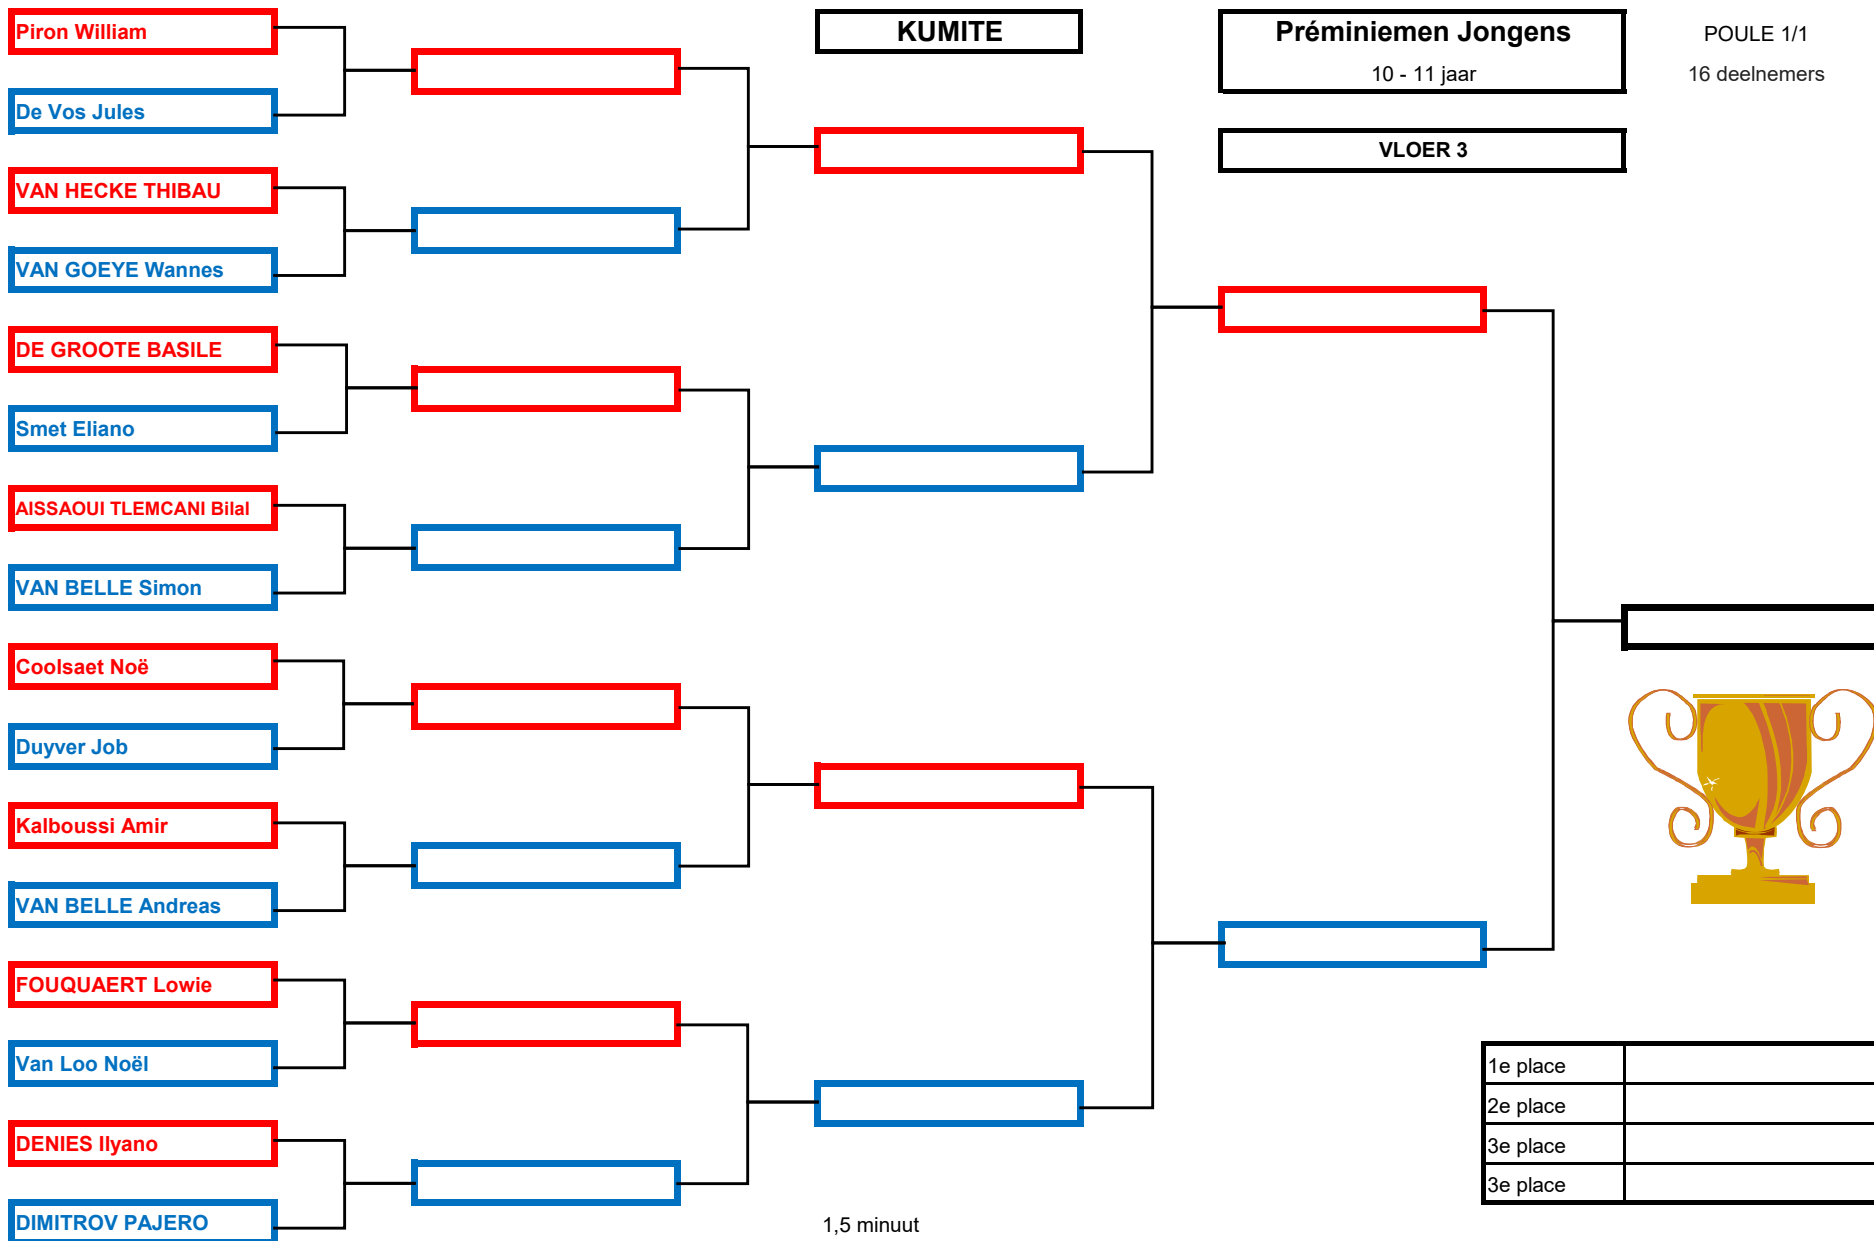 Piron William
KUMITE
Préminiemen Jongens
POULE 1/1
10 - 11 jaar
16 deelnemers
De Vos Jules
VLOER 3
VAN HECKE THIBAU
VAN GOEYE Wannes
DE GROOTE BASILE
Smet Eliano
AISSAOUI TLEMCANI Bilal
VAN BELLE Simon
Coolsaet Noë
Duyver Job
Kalboussi Amir
VAN BELLE Andreas
FOUQUAERT Lowie
Van Loo Noël
DENIES Ilyano
DIMITROV PAJERO
1e place
2e place
3e place
3e place
1,5 minuut